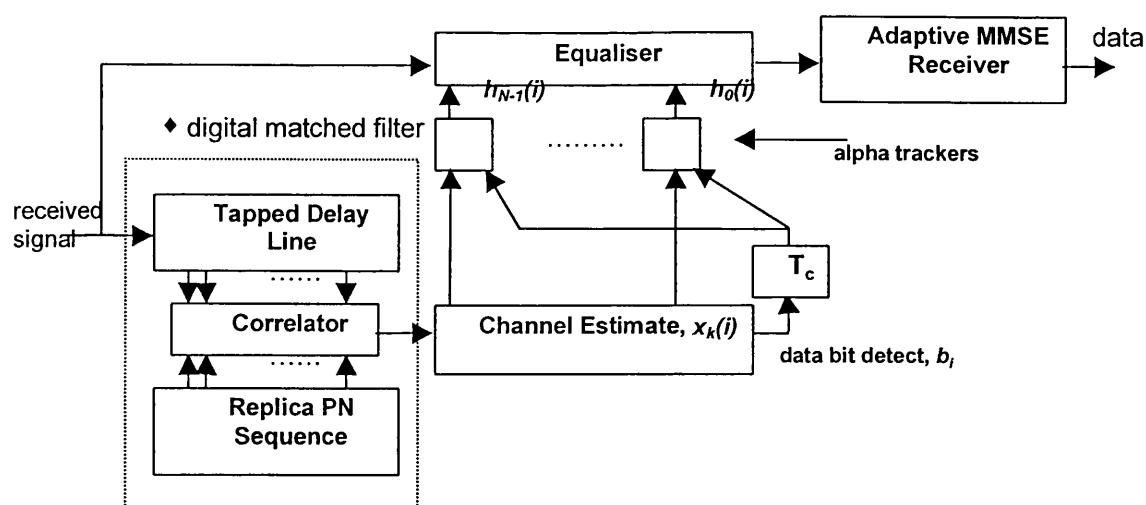 Equaliser
Adaptive MMSE
Receiver
data
h_{N-1}(i)
h_0(i)
♦ digital matched filter
........
alpha trackers
received
signal
Tapped Delay
Line
......
T_c
Correlator
Channel Estimate, x_k(i)
......
data bit detect, b_i
Replica PN
Sequence